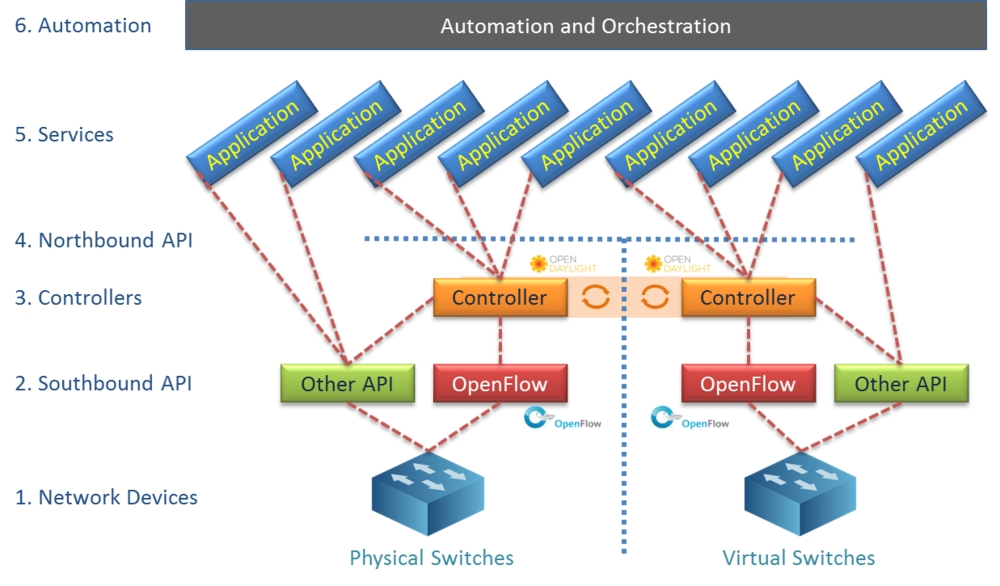 6. Automation
Automation and Orchestration
5. Services
Application
Application
Application
Application
Application
Application
Application
Application
Application
4. Northbound API
OPEN
DAYLIGHT
OPEN
DAYLIGHT
3. Controllers
Controller
Controller
2. Southbound API
Other API
OpenFlow
OpenFlow
Other API
OpenFlow
OpenFlow
1. Network Devices
Physical Switches
Virtual Switches